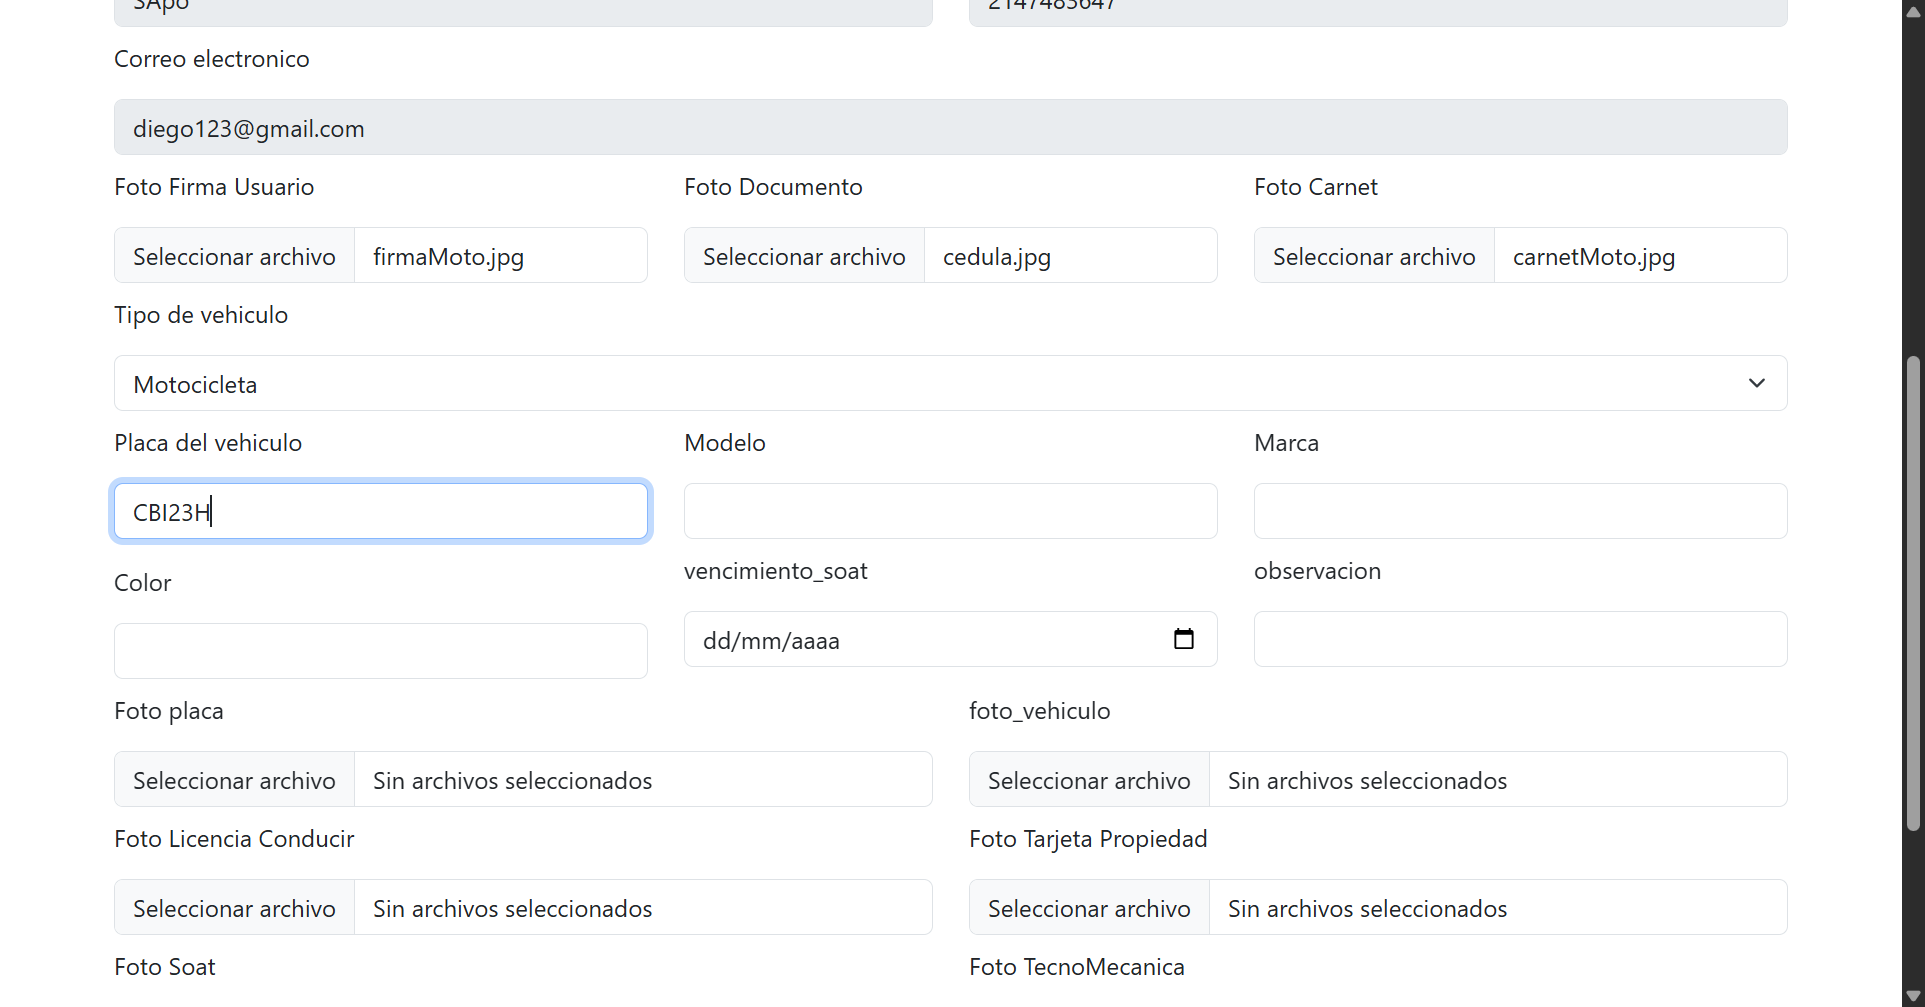 SApo 2147483647
Correo electronico
diego123@gmail.com
Foto Firma Usuario Foto Documento Foto Carnet
Seleccionar archivo firmaMoto.jpg Seleccionar archivo cedula.jpg Seleccionar archivo carnetMoto.jpg
Tipo de vehiculo
Motocicleta
Placa del vehiculo Modelo Marca
CBI23H
Color vencimiento_soat observacion
dd/mm/aaaa
Foto placa foto_vehiculo
Seleccionar archivo Sin archivos seleccionados Seleccionar archivo Sin archivos seleccionados
Foto Licencia Conducir Foto Tarjeta Propiedad
Seleccionar archivo Sin archivos seleccionados Seleccionar archivo Sin archivos seleccionados
Foto Soat Foto TecnoMecanica